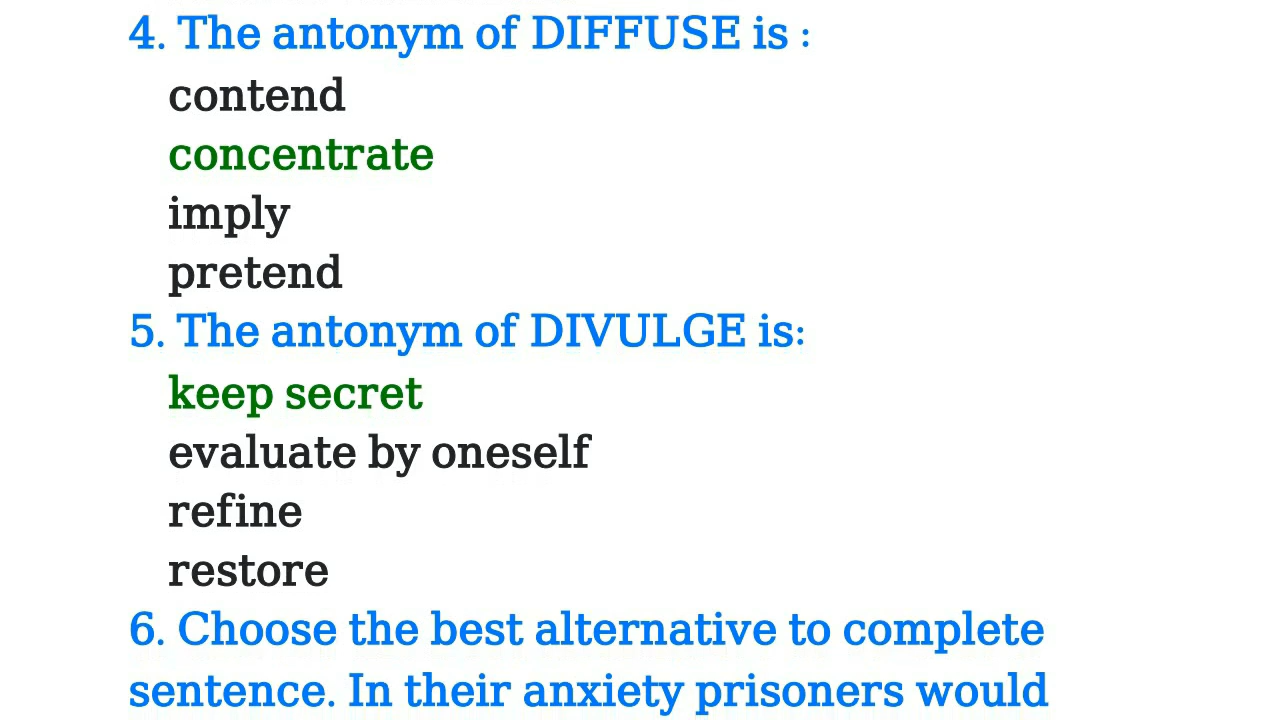 4. The antonym of DIFFUSE is :
contend
concentrate
imply
pretend
5. The antonym of DIVULGE is:
keep secret
evaluate by oneself
refine
restore
6. Choose the best alternative to complete
sentence. In their anxiety prisoners would